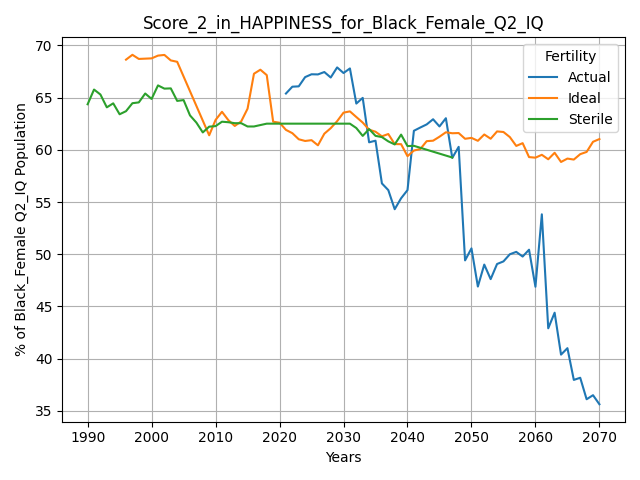 Score_2_in_HAPPINESS_for_Black_Female_Q2_IQ
% of Black_Female Q2_IQ Population
70
65
60
55
50
45
40
35
Fertility
Actual
Ideal
Sterile
1990 2000 2010 2020 2030 2040 2050 2060 2070
Years